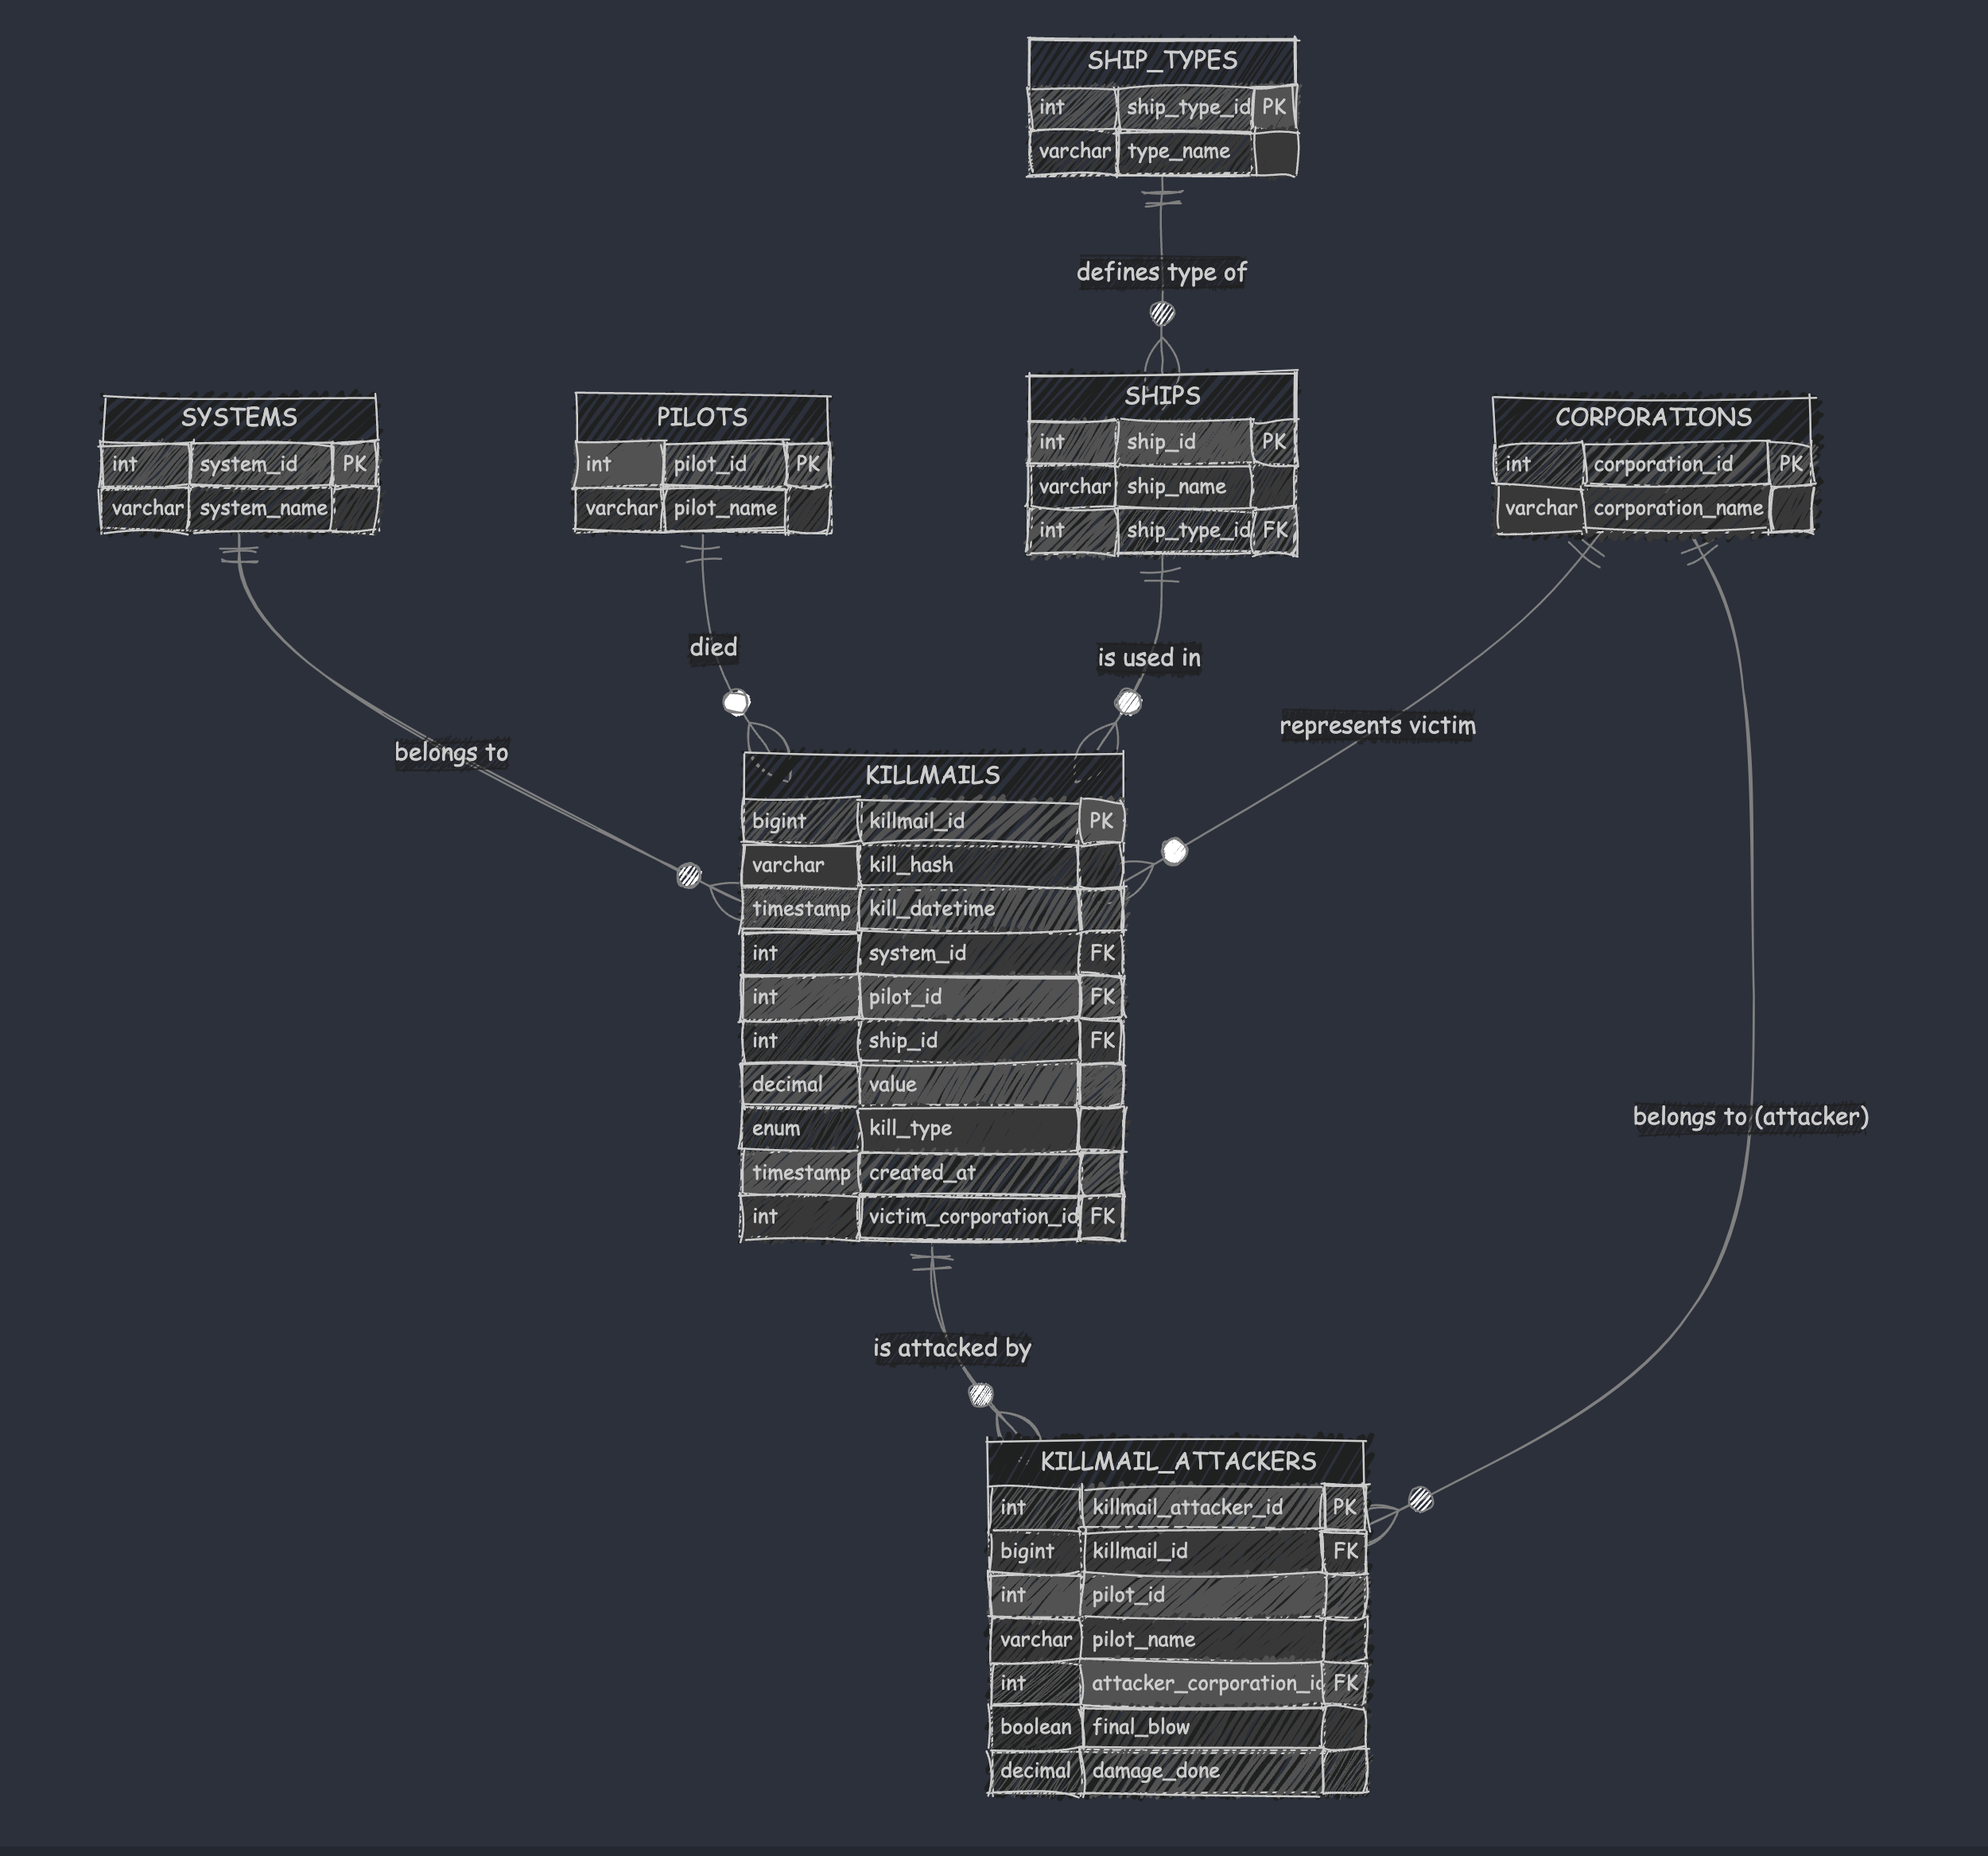 SHIP_TYPES
int ship_type_id PK
varchar type_name
defines type of
SYSTEMS
int system_id PK
varchar system_name
PILOTS
int pilot_id PK
varchar pilot_name
SHIPS
int ship_id PK
varchar ship_name
int ship_type_id FK
CORPORATIONS
int corporation_id PK
varchar corporation_name
died
is used in
represents victim
belongs to
KILLMAILS
bigint killmail_id PK
varchar kill_hash
timestamp kill_datetime
int system_id FK
int pilot_id FK
int ship_id FK
decimal value
enum kill_type
timestamp created_at
int victim_corporation_id FK
belongs to (attacker)
is attacked by
KILLMAIL_ATTACKERS
int killmail_attacker_id PK
bigint killmail_id FK
int pilot_id
varchar pilot_name
int attacker_corporation_id FK
boolean final_blow
decimal damage_done